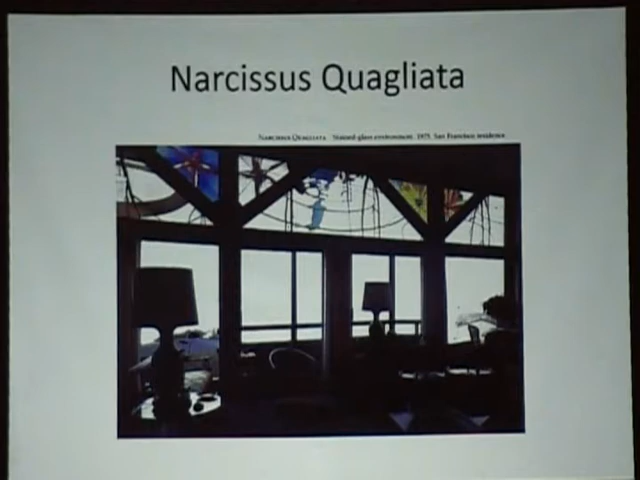 Narcissus Quagliata
NARCISSUS QUAGLIATA Stained-glass environment. 1975. San Francisco residence